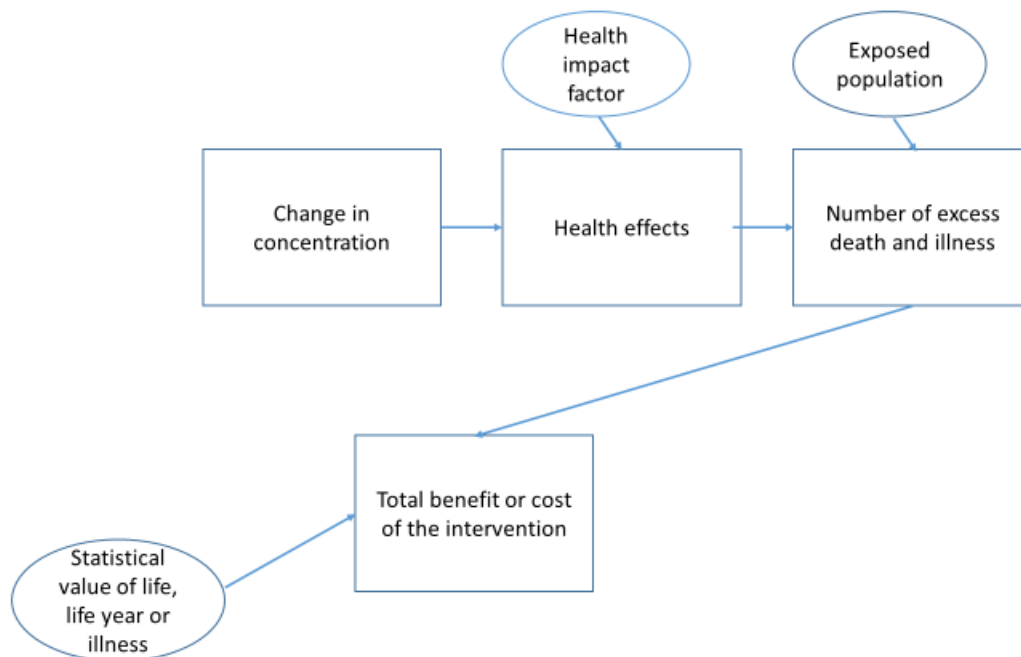 Health
impact
factor
Exposed
population
Change in
concentration
Health effects
Number of excess
death and illness
Total benefit or cost
of the intervention
Statistical
value of life,
life year or
illness